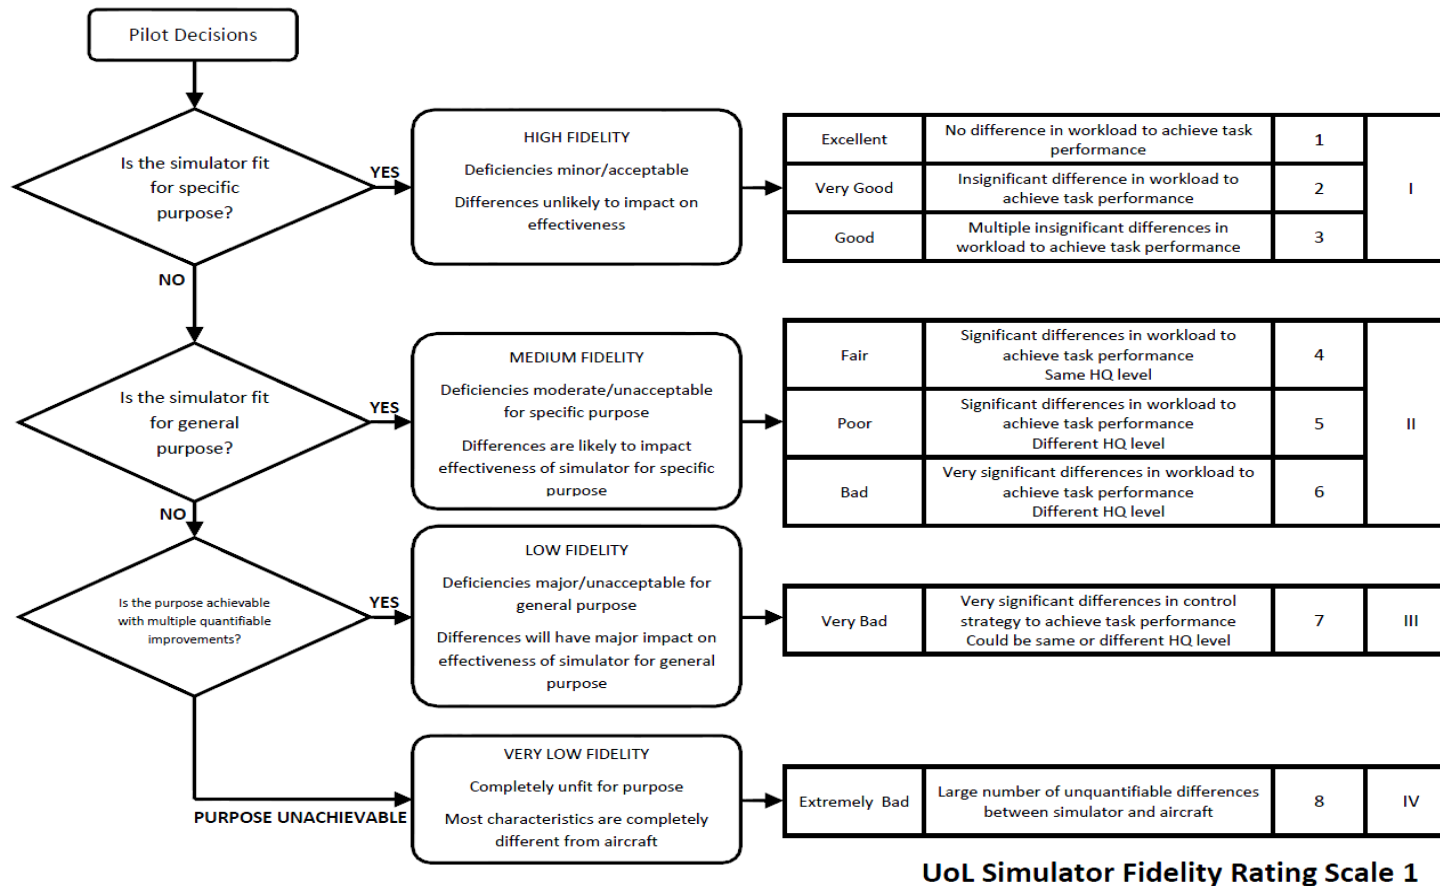 Pilot Decisions
Is the simulator fit
for specific
purpose?
YES
HIGH FIDELITY
Deficiencies minor/acceptable
Differences unlikely to impact on
effectiveness
Excellent
No difference in workload to achieve task
performance
1
Very Good
Insignificant difference in workload to
achieve task performance
2
Good
Multiple insignificant differences in
workload to achieve task performance
3
I
NO
Is the simulator fit
for general
purpose?
YES
MEDIUM FIDELITY
Deficiencies moderate/unacceptable
for specific purpose
Differences are likely to impact
effectiveness of simulator for specific
purpose
Fair
Significant differences in workload to
achieve task performance
Same HQ level
4
Poor
Significant differences in workload to
achieve task performance
Different HQ level
5
Bad
Very significant differences in workload to
achieve task performance
Different HQ level
6
II
NO
Is the purpose achievable
with multiple quantifiable
improvements?
YES
LOW FIDELITY
Deficiencies major/unacceptable for
general purpose
Differences will have major impact on
effectiveness of simulator for general
purpose
Very Bad
Very significant differences in control
strategy to achieve task performance
Could be same or different HQ level
7
III
PURPOSE UNACHIEVABLE
VERY LOW FIDELITY
Completely unfit for purpose
Most characteristics are completely
different from aircraft
Extremely Bad
Large number of unquantifiable differences
between simulator and aircraft
8
IV
UoL Simulator Fidelity Rating Scale 1